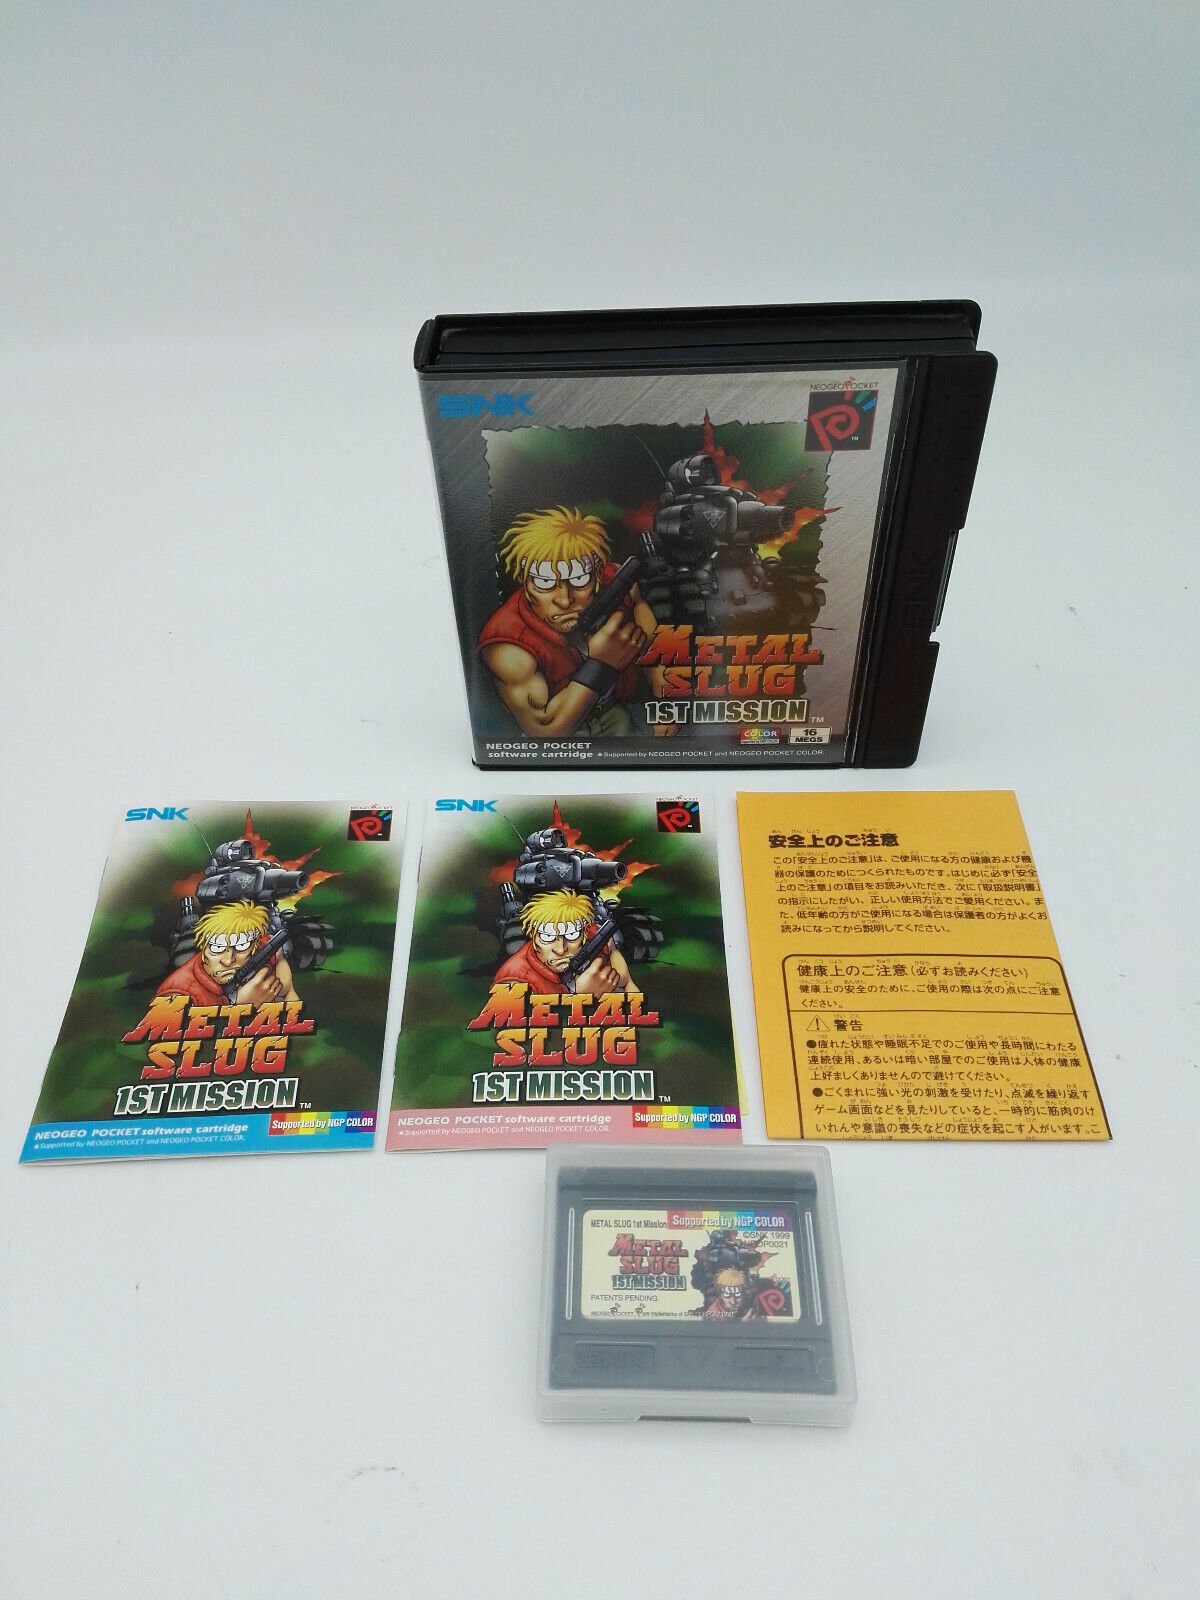 SNK
NEOGEO POCKET
METAL
SLUG
1ST MISSION ™
COLOR
16
MEGS
NEOGEO POCKET
software cartridge ★Supported by NEOGEO POCKET and NEOGEO POCKET COLOR.
SNK
SNK
NEOGEO POCKET
METAL
SLUG
1ST MISSION ™
NEOGEO POCKET software cartridge
Supported by NGP COLOR
★Supported by NEOGEO POCKET and NEOGEO POCKET COLOR.
SNK
NEOGEO POCKET
METAL
SLUG
1ST MISSION ™
NEOGEO POCKET software cartridge
Supported by NGP COLOR
★Supported by NEOGEO POCKET and NEOGEO POCKET COLOR.
安全上のご注意
この「安全上のご注意」は、ご使用になる方の健康および機
器の保護のためにつくられたものです。はじめに必ず「安全
上のご注意」の項目をお読みいただき、次に「取扱説明書」
の指示にしたがい、正しい使用方法でご愛用ください。ま
た、低年齢の方がご使用になる場合は保護者の方がよくお
読みになってから説明してください。
健康上のご注意(必ずお読みください)
健康上の安全のために、ご使用の際は次の点にご注意
ください。
警告
●疲れた状態や睡眠不足でのご使用や長時間にわたる
連続使用、あるいは暗い部屋でのご使用は人体の健康
上好ましくありませんので避けてください。
●ごくまれに強い光の刺激を受けたり、点滅を繰り返す
ゲーム画面などを見たりしていると、一時的に筋肉のけ
いれんや意識の喪失などの症状を起こす人がいます。こ
METAL SLUG 1st Mission
Supported by NGP COLOR
©SNK 1999
METAL
SLUG
1ST MISSION
PATENTS PENDING.
SNK